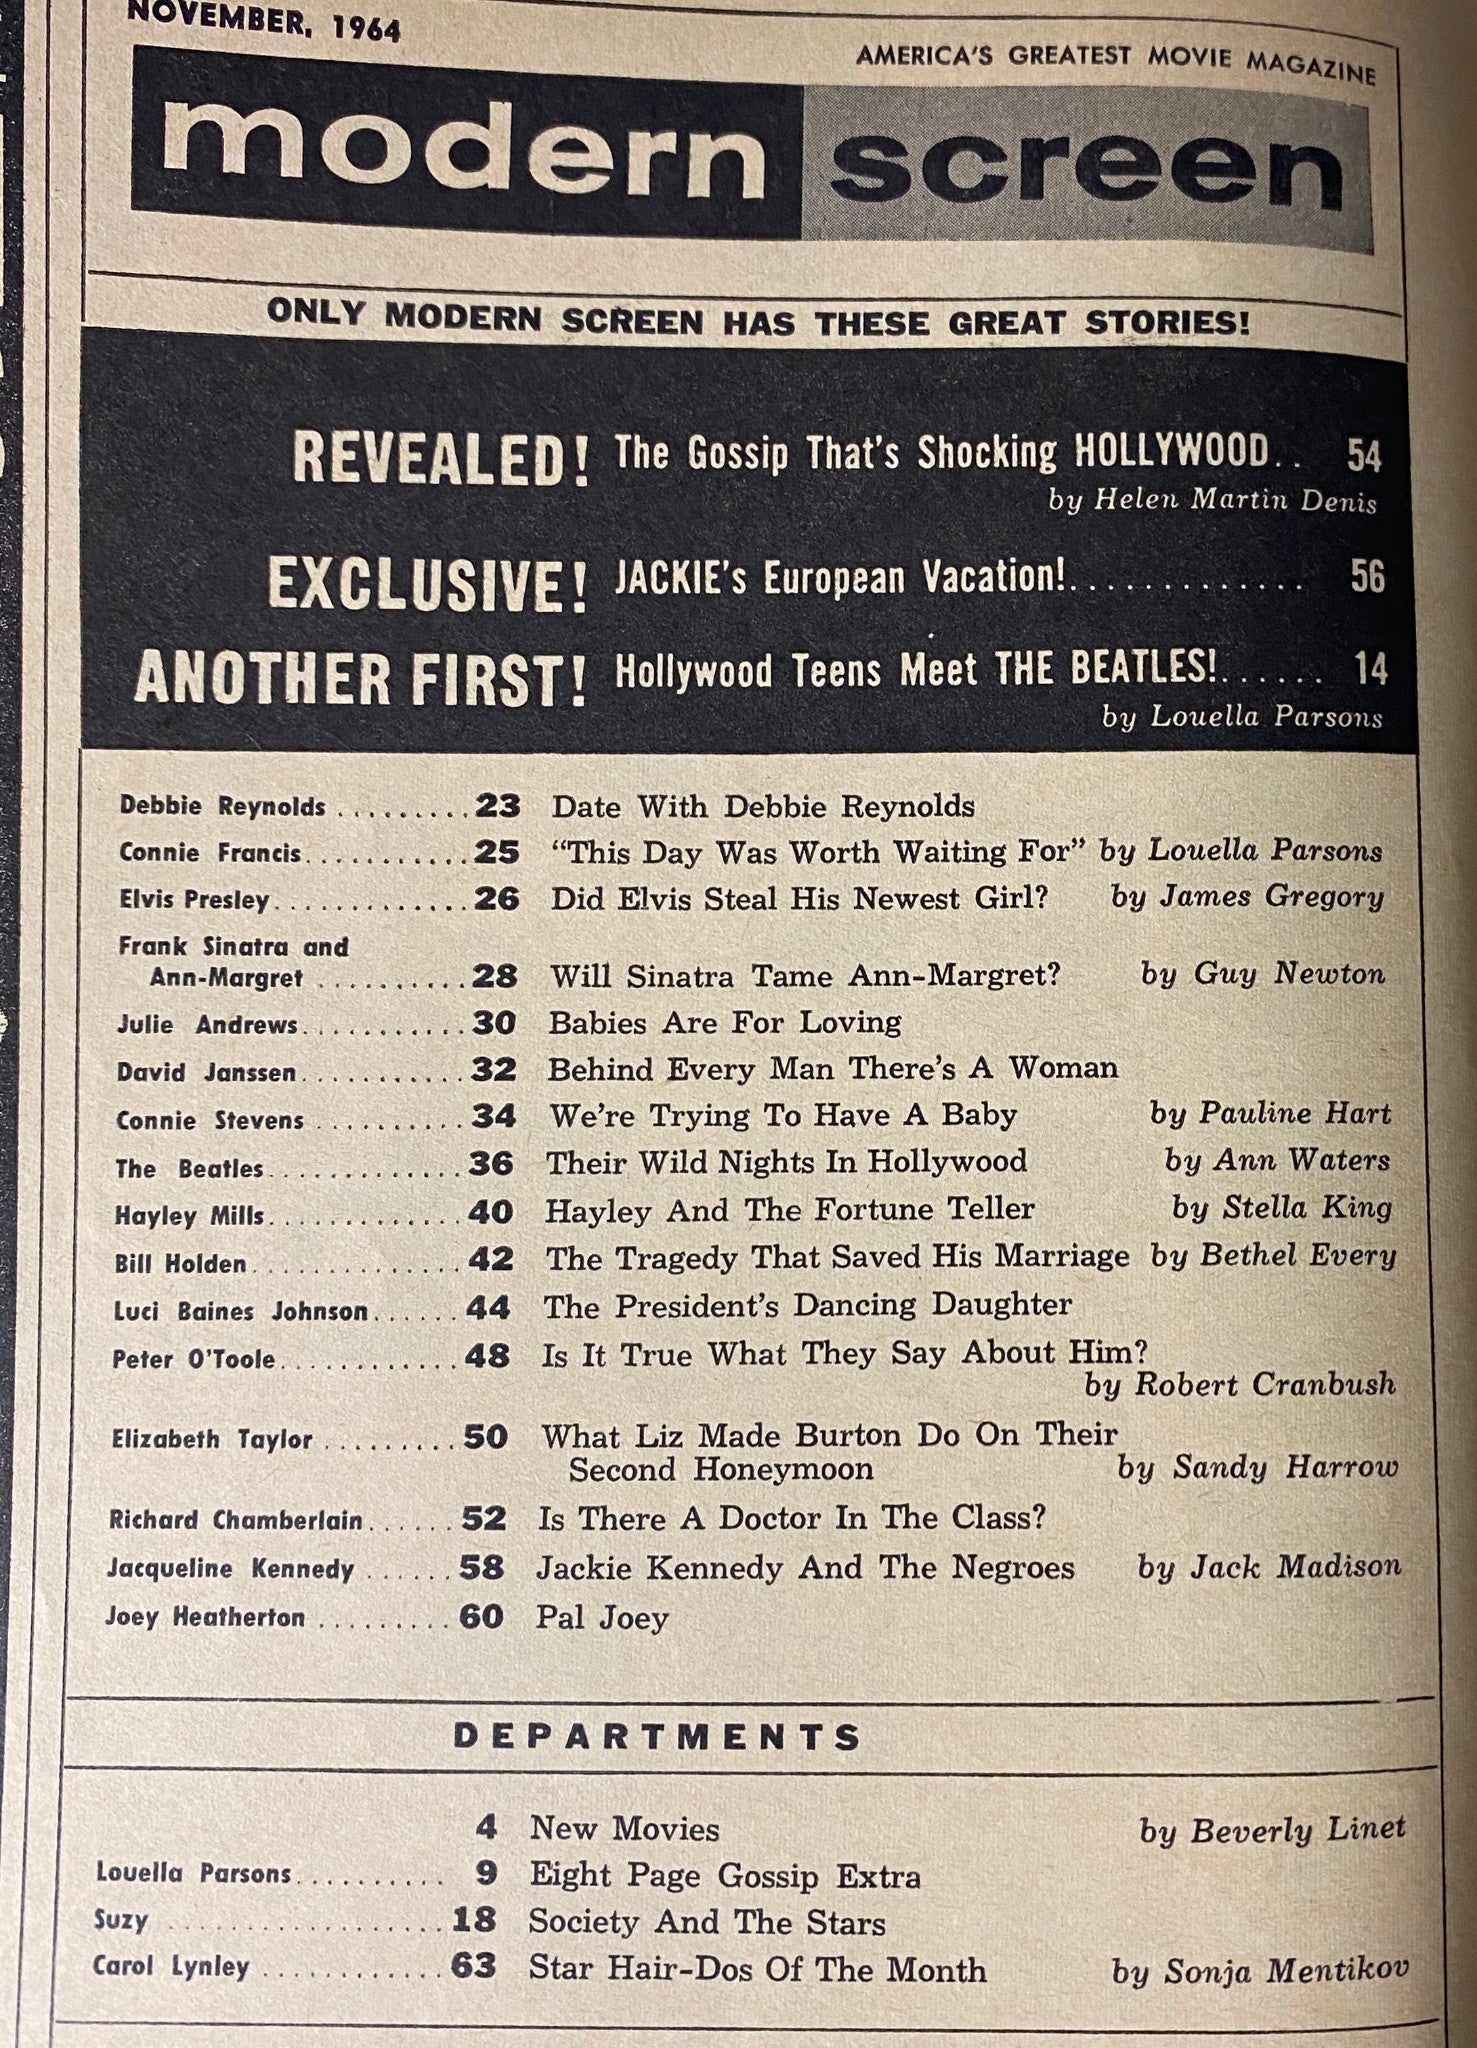 NOVEMBER, 1964
AMERICA'S GREATEST MOVIE MAGAZINE
modern screen
ONLY MODERN SCREEN HAS THESE GREAT STORIES!
REVEALED! The Gossip That's Shocking HOLLYWOOD.. 54
by Helen Martin Denis
EXCLUSIVE! JACKIE's European Vacation!............. 56
ANOTHER FIRST! Hollywood Teens Meet THE BEATLES!...... 14
by Louella Parsons
Debbie Reynolds ......... 23 Date With Debbie Reynolds
Connie Francis........... 25 "This Day Was Worth Waiting For" by Louella Parsons
Elvis Presley............. 26 Did Elvis Steal His Newest Girl? by James Gregory
Frank Sinatra and
Ann-Margret .......... 28 Will Sinatra Tame Ann-Margret? by Guy Newton
Julie Andrews........... 30 Babies Are For Loving
David Janssen........... 32 Behind Every Man There's A Woman
Connie Stevens .......... 34 We're Trying To Have A Baby by Pauline Hart
The Beatles............. 36 Their Wild Nights In Hollywood by Ann Waters
Hayley Mills............. 40 Hayley And The Fortune Teller by Stella King
Bill Holden.............. 42 The Tragedy That Saved His Marriage by Bethel Every
Luci Baines Johnson...... 44 The President's Dancing Daughter
Peter O'Toole............ 48 Is It True What They Say About Him?
by Robert Cranbush
Elizabeth Taylor ......... 50 What Liz Made Burton Do On Their
Second Honeymoon by Sandy Harrow
Richard Chamberlain...... 52 Is There A Doctor In The Class?
Jacqueline Kennedy ...... 58 Jackie Kennedy And The Negroes by Jack Madison
Joey Heatherton ......... 60 Pal Joey
DEPARTMENTS
4 New Movies by Beverly Linet
Louella Parsons.......... 9 Eight Page Gossip Extra
Suzy ................... 18 Society And The Stars
Carol Lynley ............ 63 Star Hair-Dos Of The Month by Sonja Mentikov